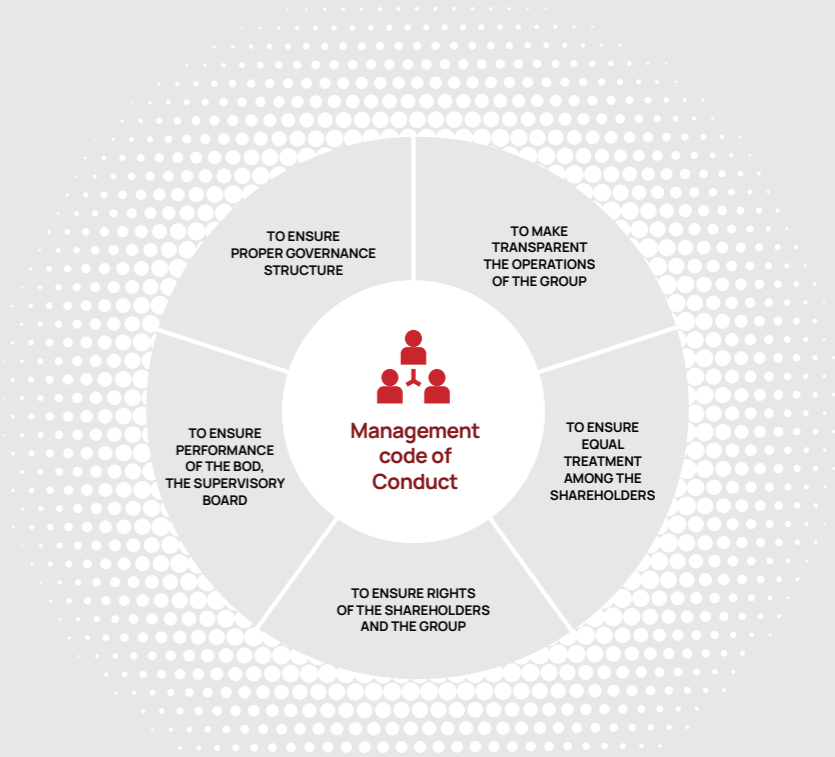 TO ENSURE
PROPER GOVERNANCE
STRUCTURE
TO MAKE
TRANSPARENT
THE OPERATIONS
OF THE GROUP
TO ENSURE
PERFORMANCE
OF THE BOD,
THE SUPERVISORY
BOARD
Management
code of
Conduct
TO ENSURE
EQUAL
TREATMENT
AMONG THE
SHAREHOLDERS
TO ENSURE RIGHTS
OF THE SHAREHOLDERS
AND THE GROUP